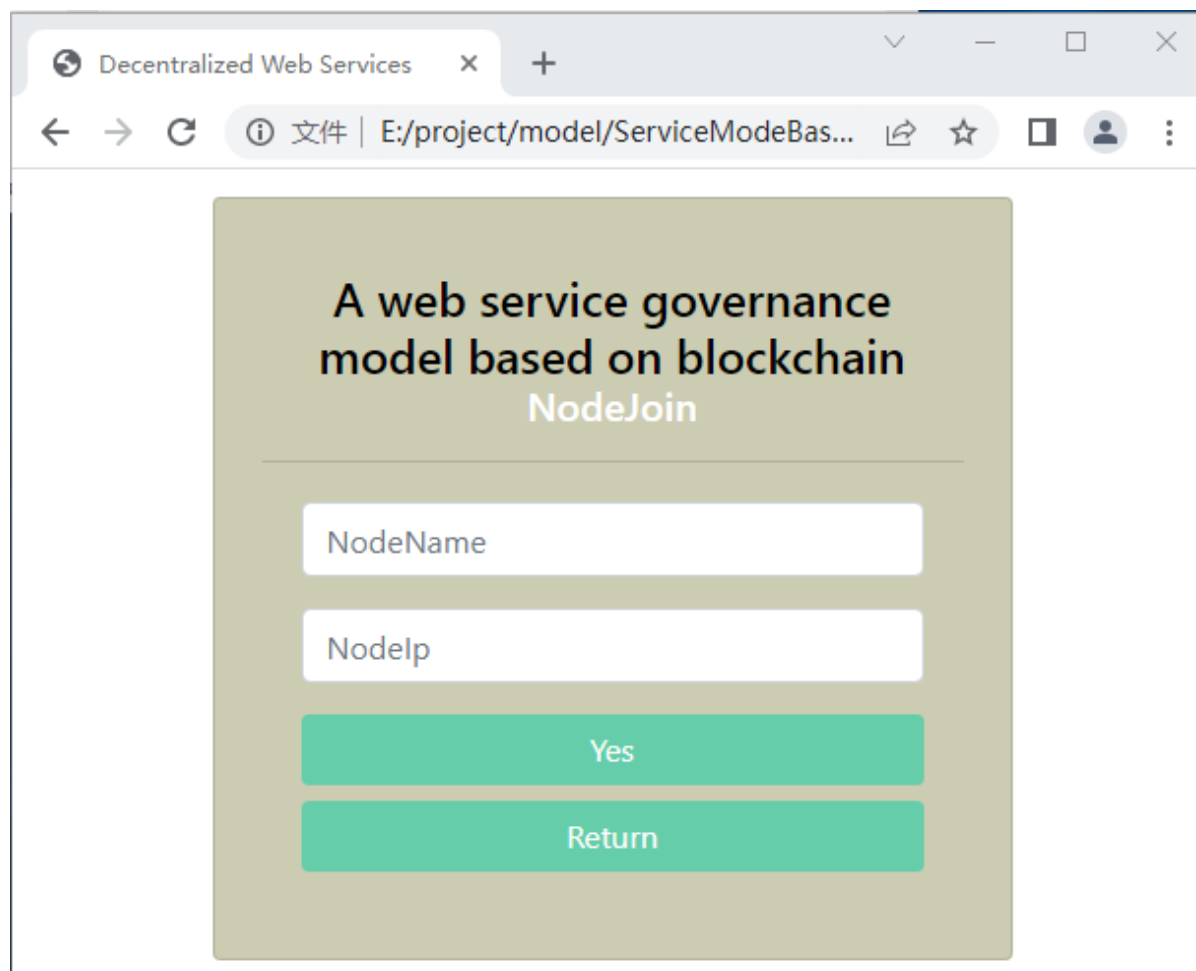 Decentralized Web Services
文件 | E:/project/model/ServiceModeBas...
A web service governance
model based on blockchain
NodeJoin
NodeName
NodeIp
Yes
Return